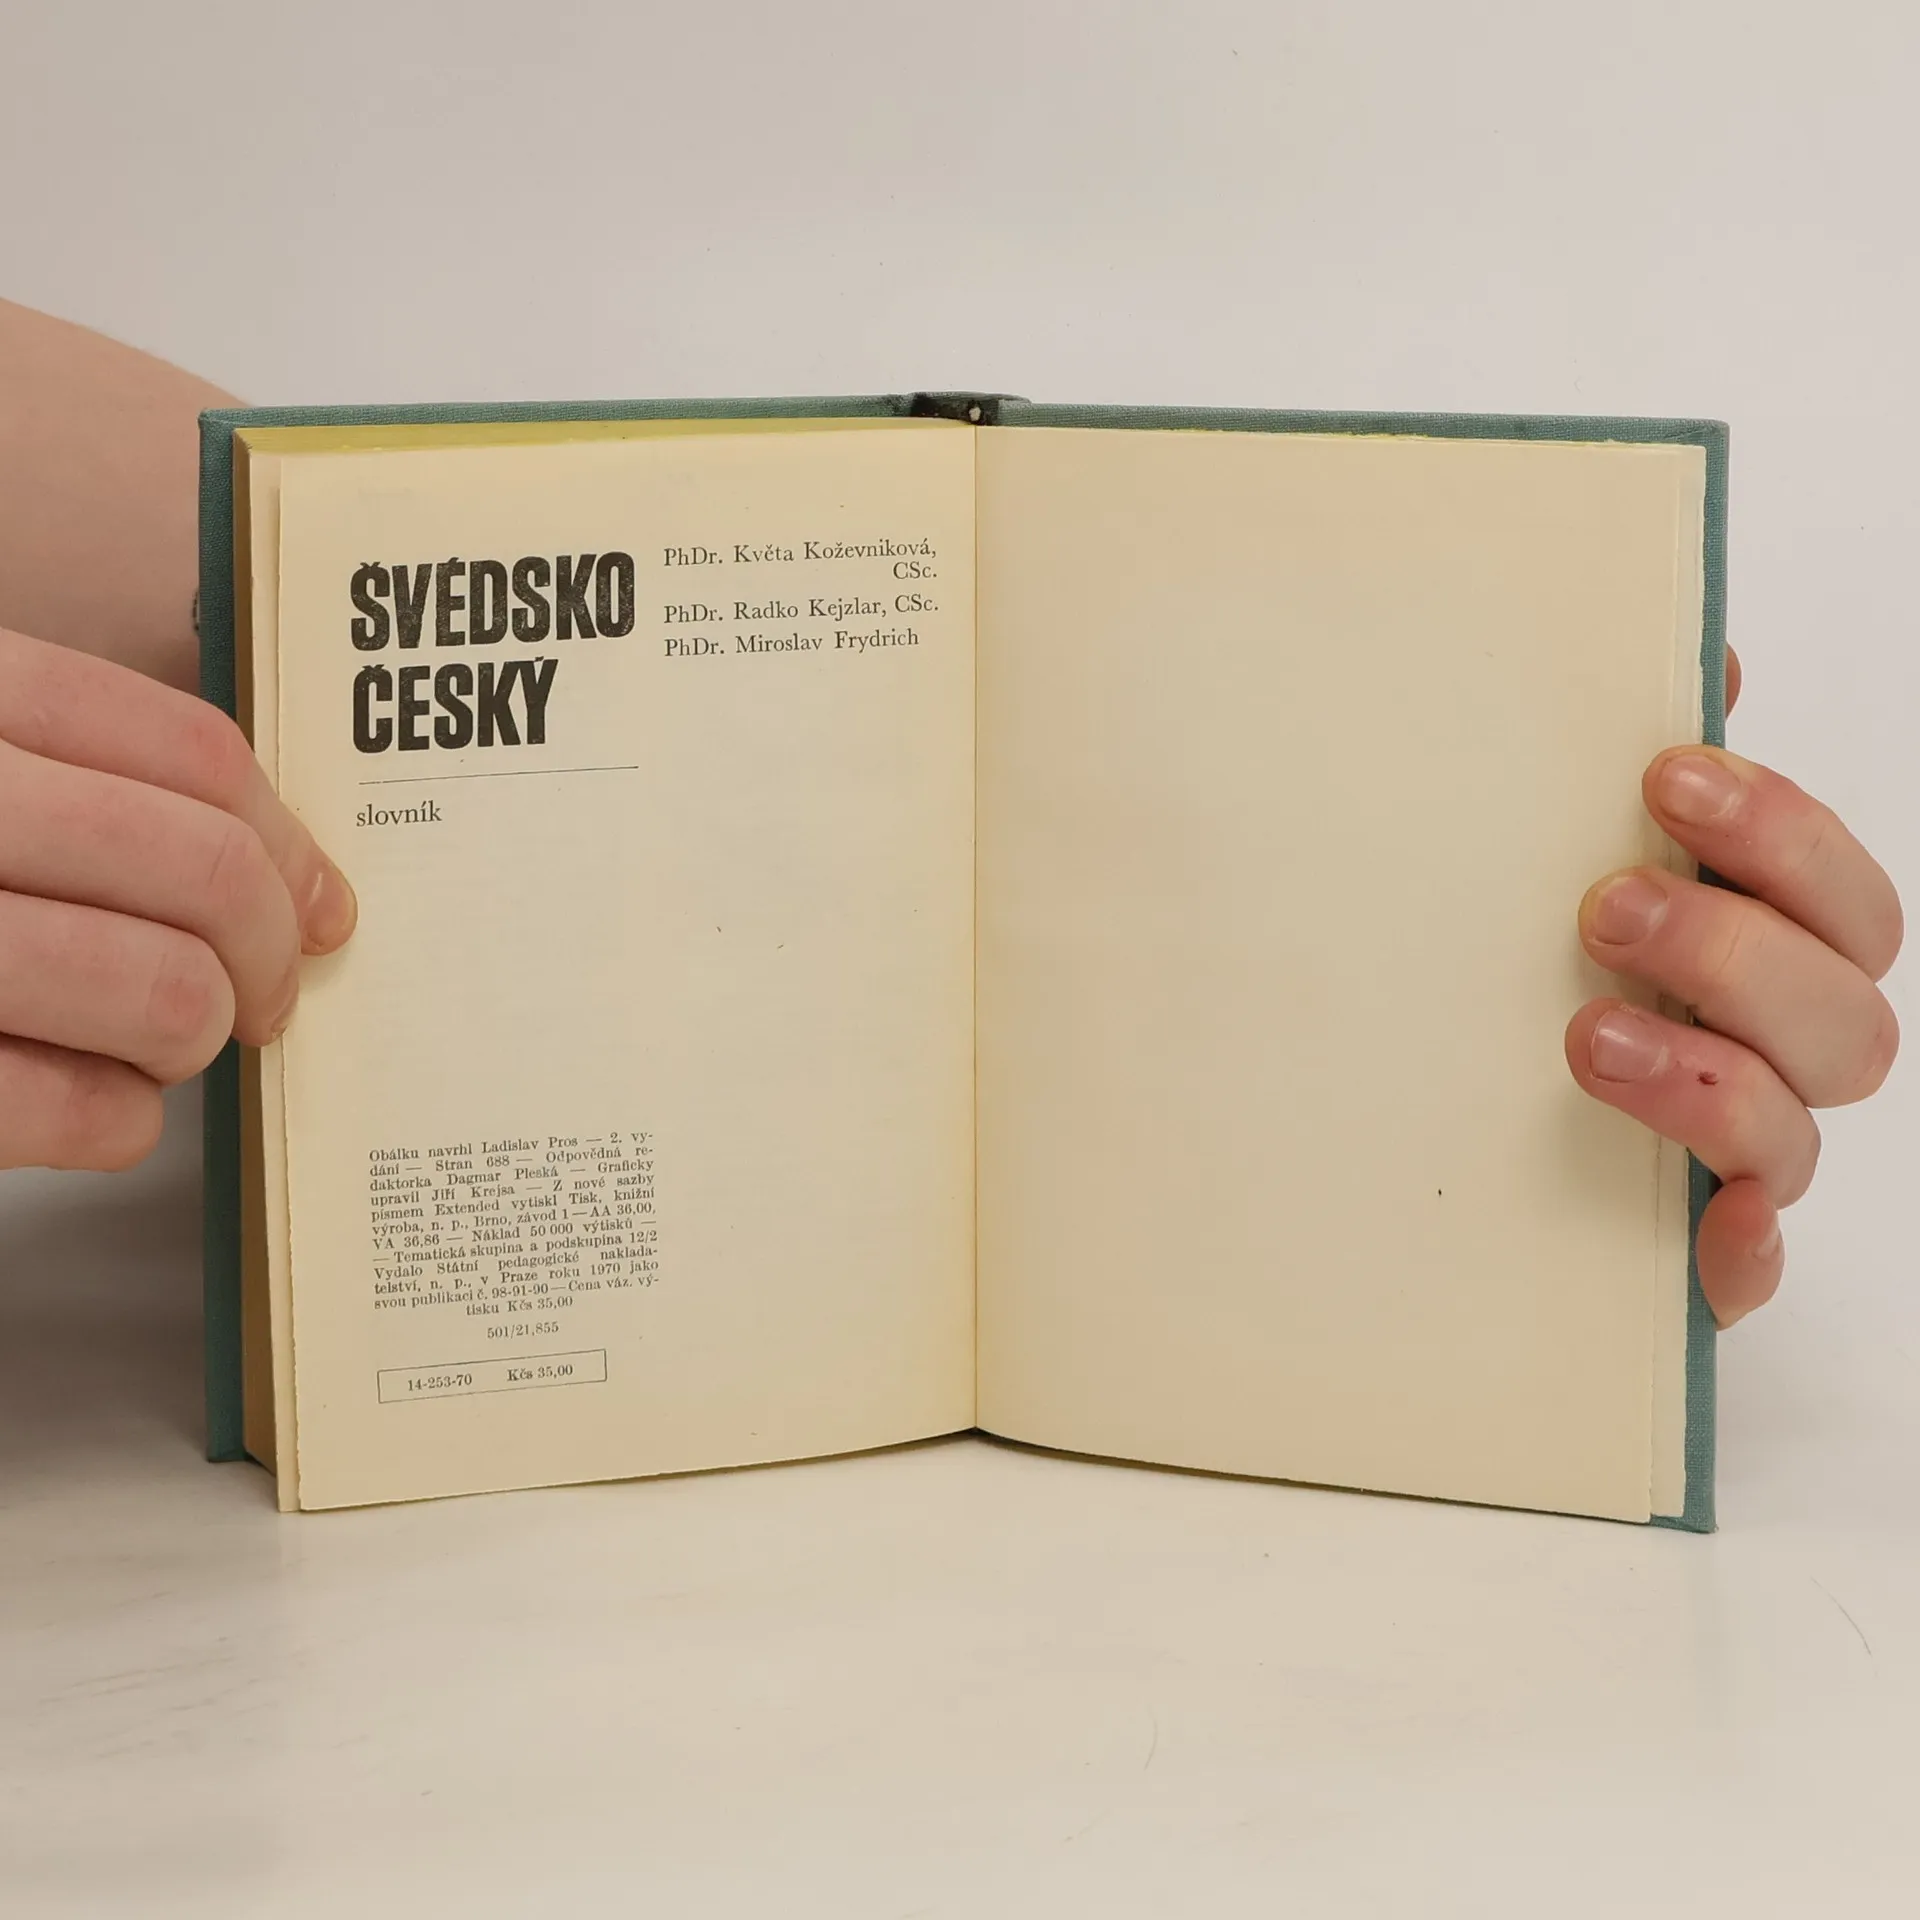 ŠVÉDSKO
ČESKÝ
slovník
PhDr. Květa Koževniková,
CSc.
PhDr. Radko Kejzlar, CSc.
PhDr. Miroslav Frydrich
Obálku navrhl Ladislav Pros — 2. vy-
dání — Stran 688 — Odpovědná re-
daktorka Dagmar Pleská — Graficky
upravil Jiří Krejsa — Z nové sazby
písmem Extended vytiskl Tisk, knižní
výroba, n. p., Brno, závod 1 — AA 36,00,
VA 36,86 — Náklad 50 000 výtisků —
— Tematická skupina a podskupina 12/2
Vydalo Státní pedagogické naklada-
telství, n. p., v Praze roku 1970 jako
svou publikaci č. 98-91-90 — Cena váz. vý-
tisku Kčs 35,00
501/21,855
14-253-70 Kčs 35,00